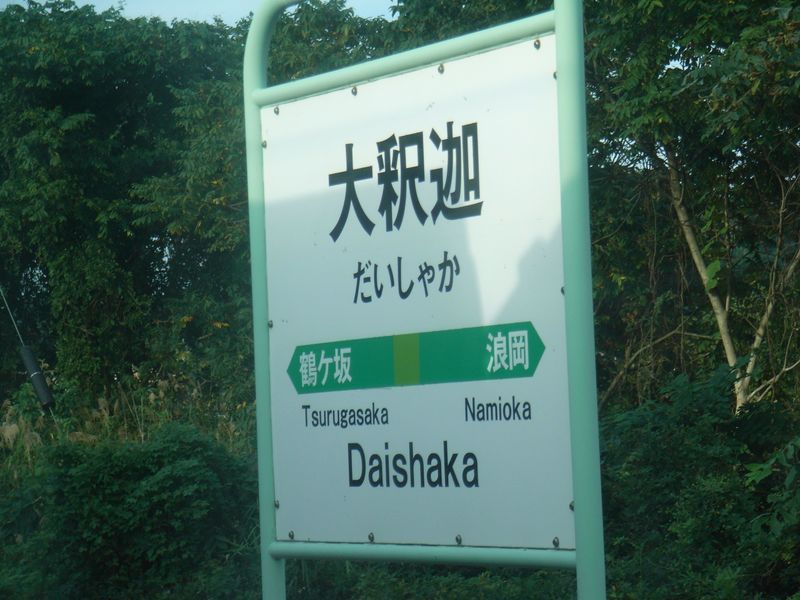 大釈迦
だいしゃか
鶴ケ坂 浪岡
Tsurugasaka Namioka
Daishaka